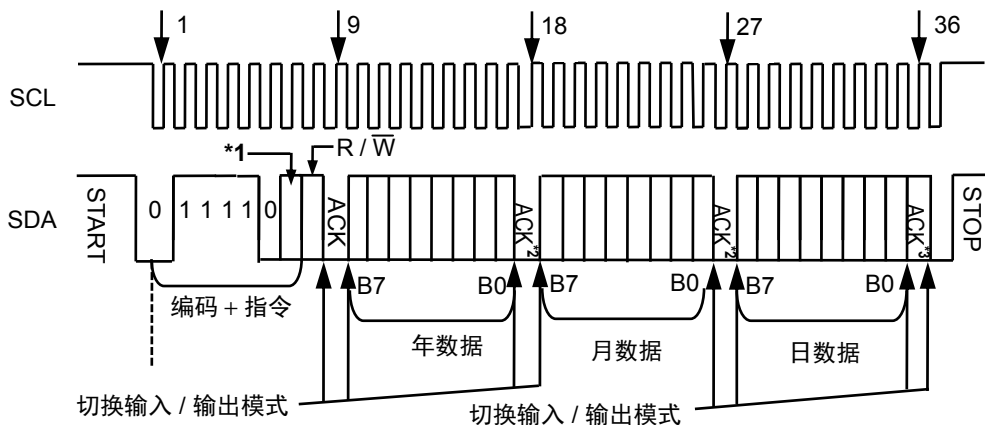 1 9 18 27 36
SCL
*1 R / W
SDA START 0 1 1 1 1 0 ACK ACK*2 ACK*2 ACK*3 STOP
B7 B0 B7 B0 B7 B0
编码 + 指令
年数据 月数据 日数据
切换输入 / 输出模式 切换输入 / 输出模式